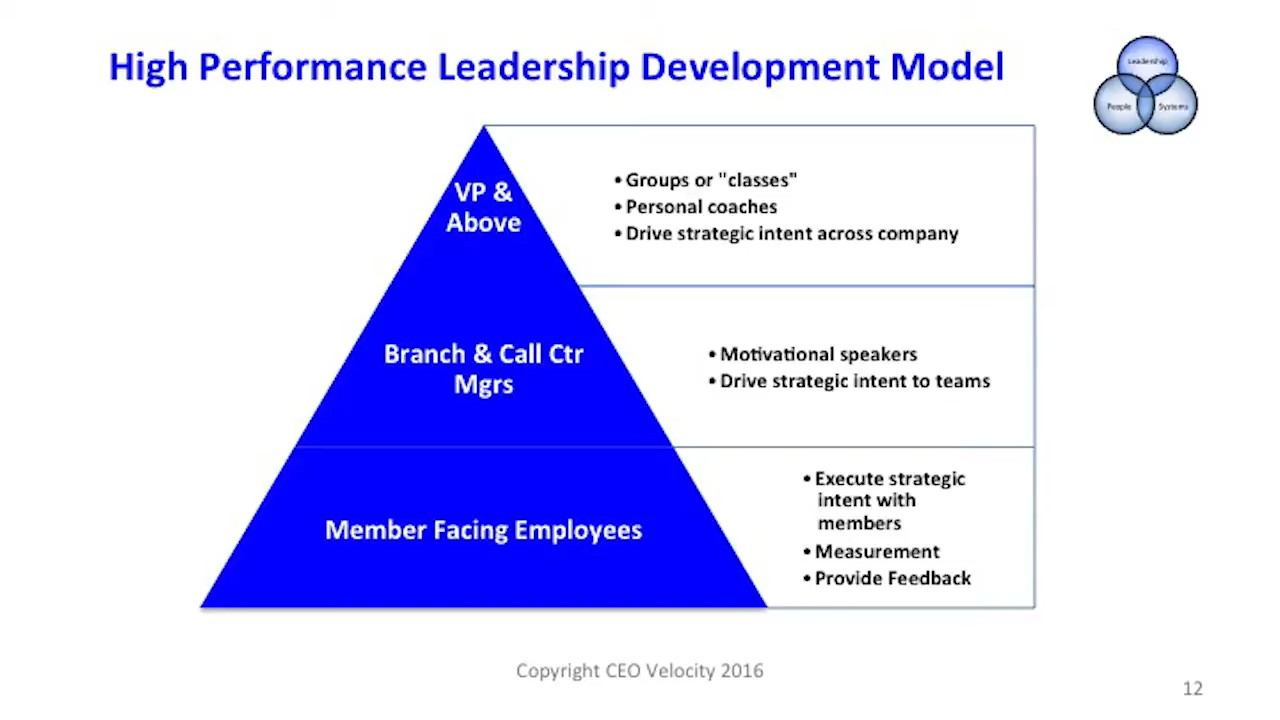 High Performance Leadership Development Model
Leadership
People
Systems
VP &
Above
• Groups or "classes"
• Personal coaches
• Drive strategic intent across company
Branch & Call Ctr
Mgrs
• Motivational speakers
• Drive strategic intent to teams
Member Facing Employees
• Execute strategic
intent with
members
• Measurement
• Provide Feedback
Copyright CEO Velocity 2016
12